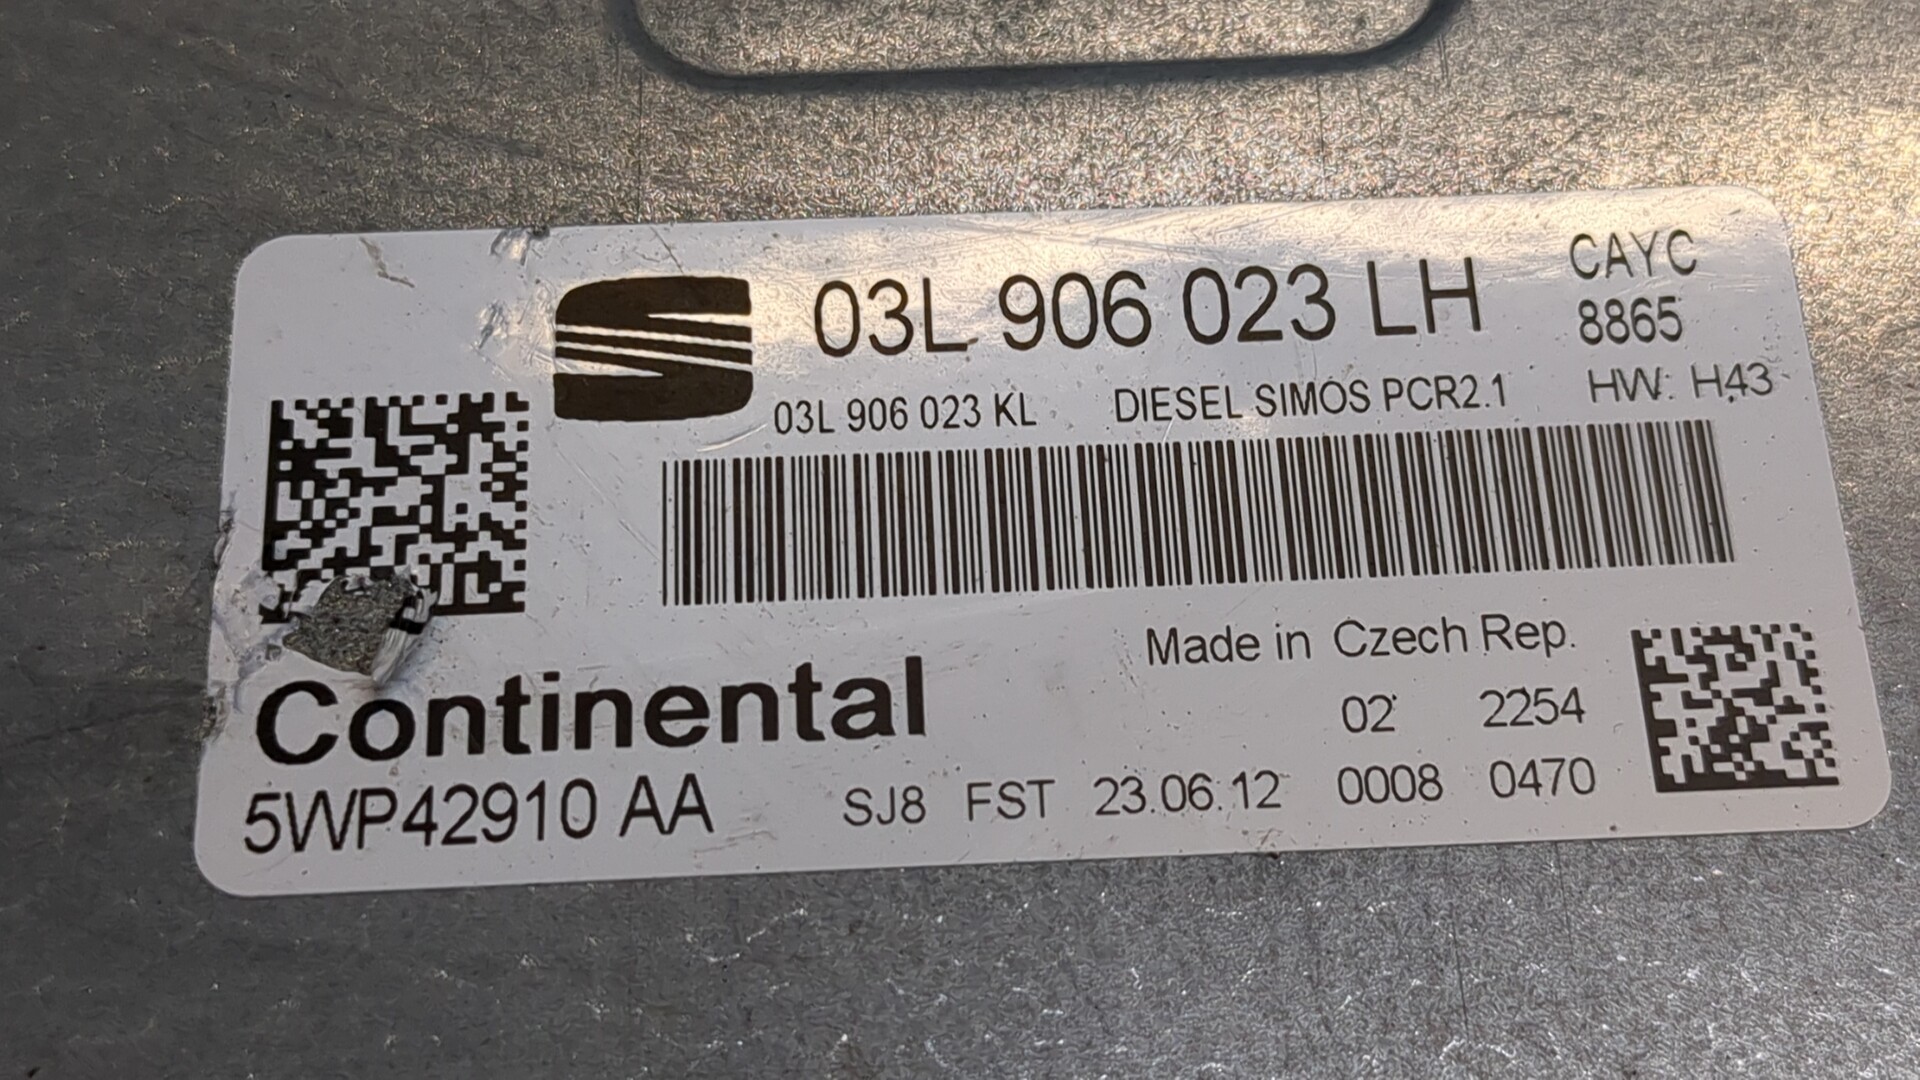 03L 906 023 LH CAYC
8865
03L 906 023 KL DIESEL SIMOS PCR2.1 HW: H43
Made in Czech Rep.
Continental 02 2254
5WP42910 AA SJ8 FST 23.06.12 0008 0470